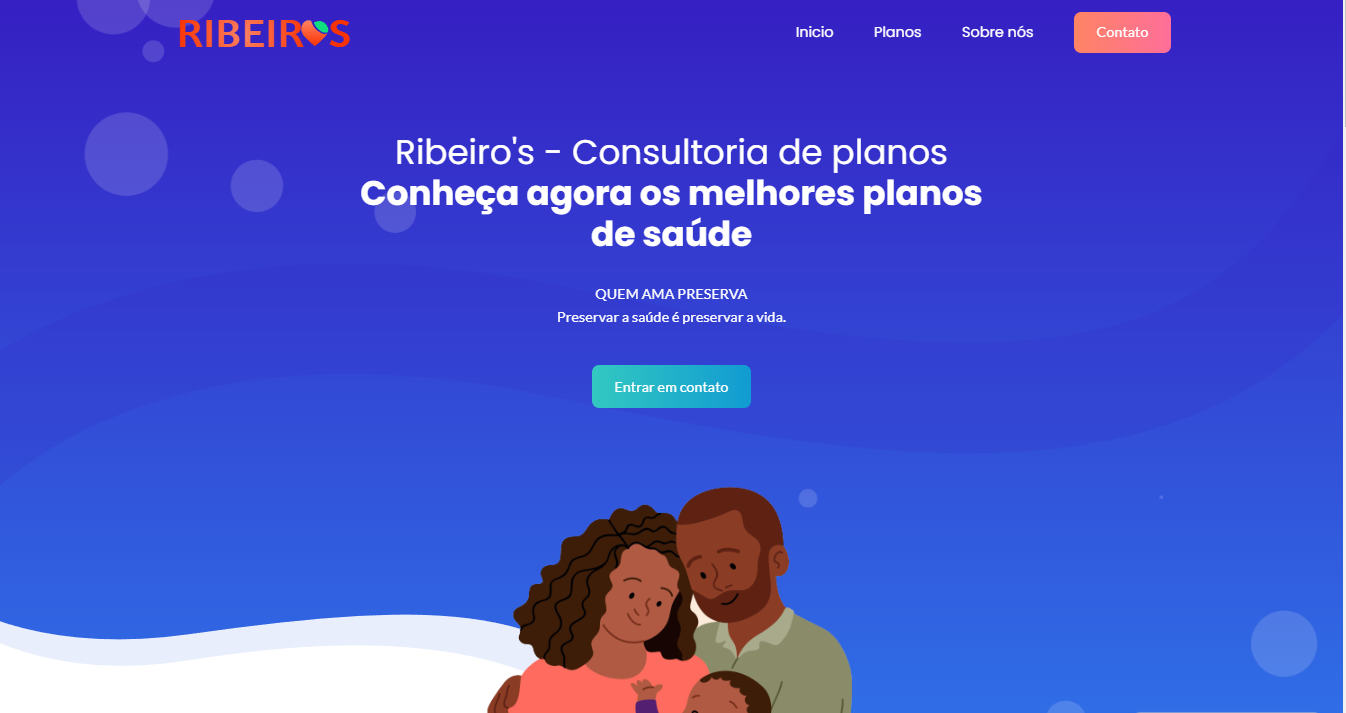 RIBEIROS
Inicio
Planos
Sobre nós
Contato
Ribeiro's - Consultoria de planos
Conheça agora os melhores planos
de saúde
QUEM AMA PRESERVA
Preservar a saúde é preservar a vida.
Entrar em contato